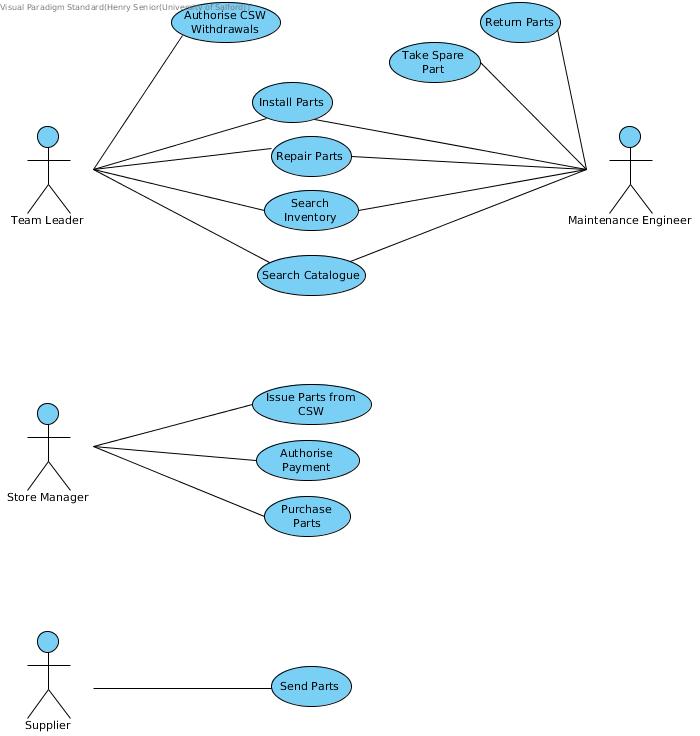 Visual Paradigm Standard(Henry Senior(University of Salford))
Authorise CSW
Withdrawals
Return Parts
Take Spare
Part
Install Parts
Repair Parts
Team Leader
Search
Inventory
Maintenance Engineer
Search Catalogue
Issue Parts from
CSW
Authorise
Payment
Store Manager
Purchase
Parts
Send Parts
Supplier